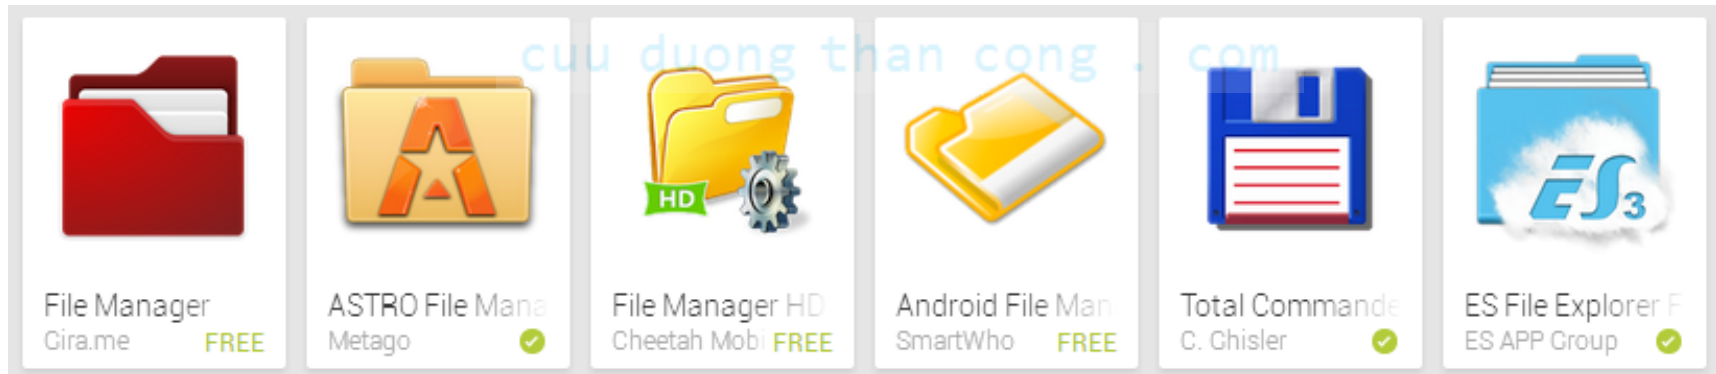 cuu duong than cong . com
HD
ES3
File Manager
Gira.me FREE
ASTRO File Mana
Metago
File Manager HD
Cheetah Mobi FREE
Android File Man
SmartWho FREE
Total Commande
C. Ghisler
ES File Explorer F
ES APP Group